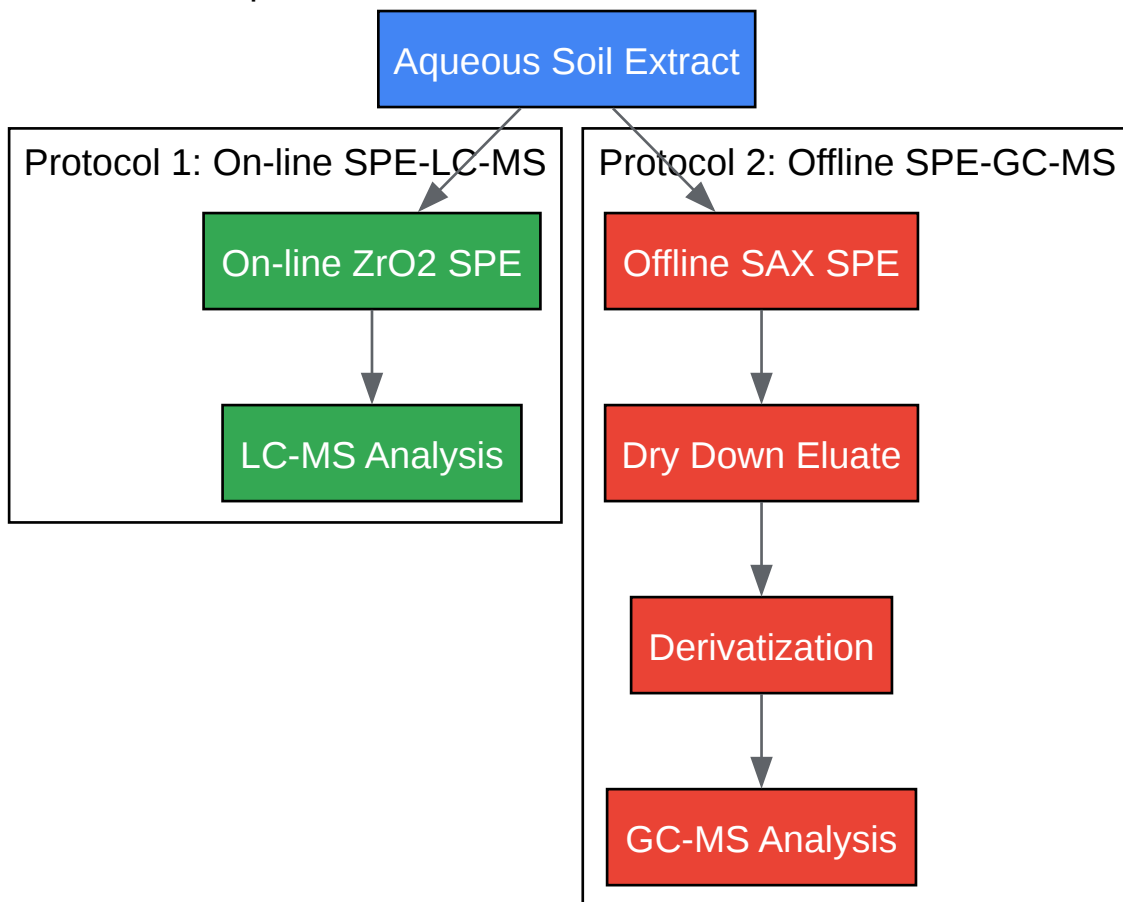 Aqueous Soil Extract
Protocol 1: On-line SPE-LC-MS
Protocol 2: Offline SPE-GC-MS
On-line ZrO2 SPE
Offline SAX SPE
LC-MS Analysis
Dry Down Eluate
Derivatization
GC-MS Analysis